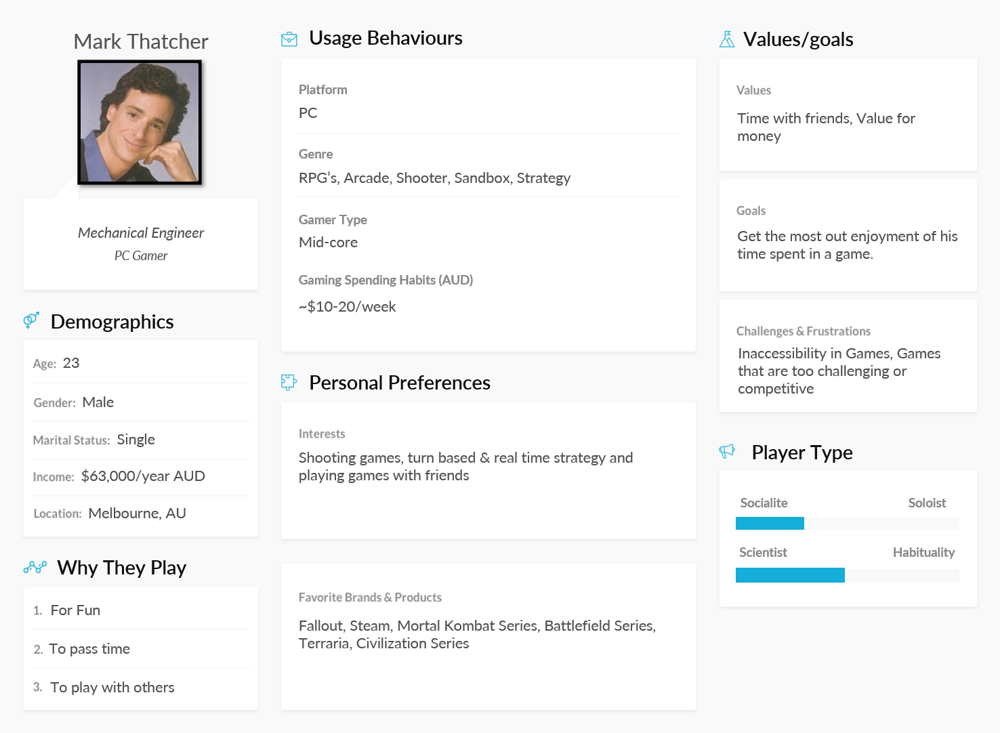 Mark Thatcher
Mechanical Engineer
PC Gamer
Demographics
Age: 23
Gender: Male
Marital Status: Single
Income: $63,000/year AUD
Location: Melbourne, AU
Why They Play
1. For Fun
2. To pass time
3. To play with others
Usage Behaviours
Platform
PC
Genre
RPG’s, Arcade, Shooter, Sandbox, Strategy
Gamer Type
Mid-core
Gaming Spending Habits (AUD)
~$10-20/week
Personal Preferences
Interests
Shooting games, turn based & real time strategy and
playing games with friends
Favorite Brands & Products
Fallout, Steam, Mortal Kombat Series, Battlefield Series,
Terraria, Civilization Series
Values/goals
Values
Time with friends, Value for
money
Goals
Get the most out enjoyment of his
time spent in a game.
Challenges & Frustrations
Inaccessibility in Games, Games
that are too challenging or
competitive
Player Type
Socialite Soloist
Scientist Habituality